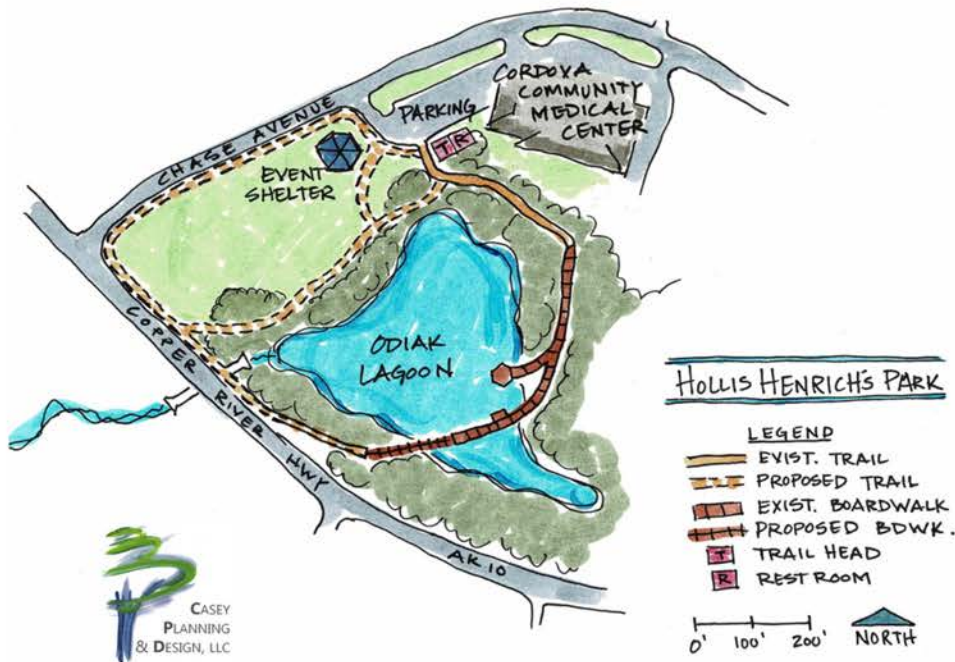 CORDOVA
COMMUNITY
MEDICAL
CENTER
PARKING
CHASE AVENUE
T R
EVENT
SHELTER
ODIAK
LAGOON
COPPER RIVER HWY
AK 10
HOLLIS HENRICH'S PARK
LEGEND
EXIST. TRAIL
PROPOSED TRAIL
EXIST. BOARDWALK
PROPOSED BDWK.
T TRAIL HEAD
R RESTROOM
0' 100' 200' NORTH
CASEY
PLANNING
& DESIGN, LLC